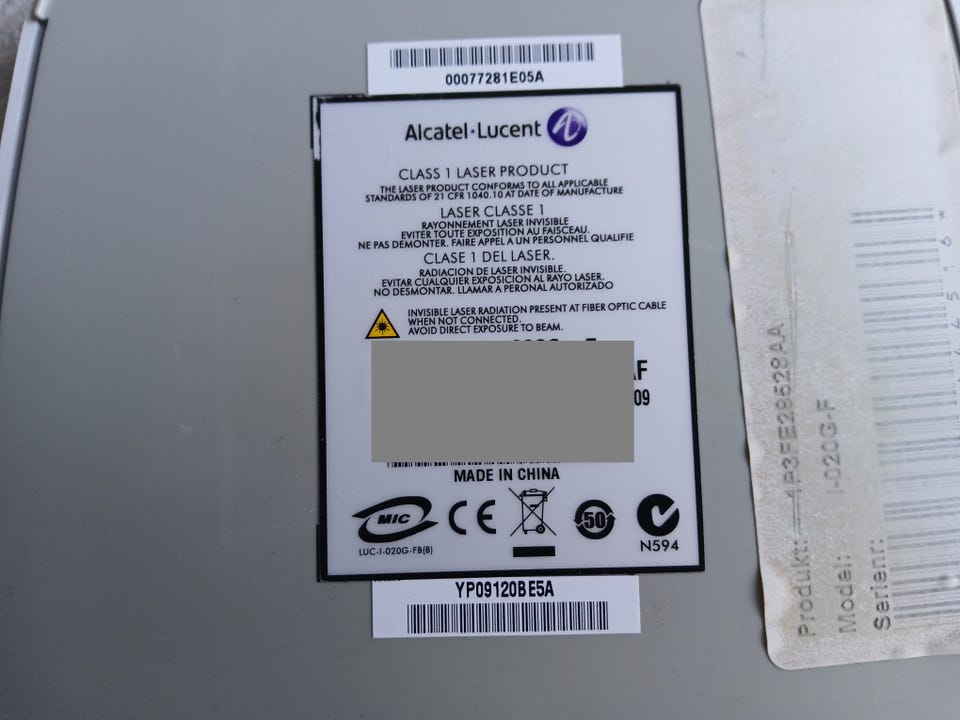 00077281E05A
Alcatel·Lucent
CLASS 1 LASER PRODUCT
THE LASER PRODUCT CONFORMS TO ALL APPLICABLE
STANDARDS OF 21 CFR 1040.10 AT DATE OF MANUFACTURE
LASER CLASSE 1
RAYONNEMENT LASER INVISIBLE
EVITER TOUTE EXPOSITION AU FAISCEAU.
NE PAS DEMONTER. FAIRE APPEL A UN PERSONNEL QUALIFIE
CLASE 1 DEL LASER.
RADIACION DE LASER INVISIBLE.
EVITAR CUALQUIER EXPOSICION AL RAYO LASER.
NO DESMONTAR. LLAMAR A PERONAL AUTORIZADO
INVISIBLE LASER RADIATION PRESENT AT FIBER OPTIC CABLE
WHEN NOT CONNECTED.
AVOID DIRECT EXPOSURE TO BEAM.
09
MADE IN CHINA
MIC
CE
50
LUC-I-020G-FB(B)
N594
YP09120BE5A
Produkt: 1P3FE29529AA
Model: I-020G-F
Serienr: